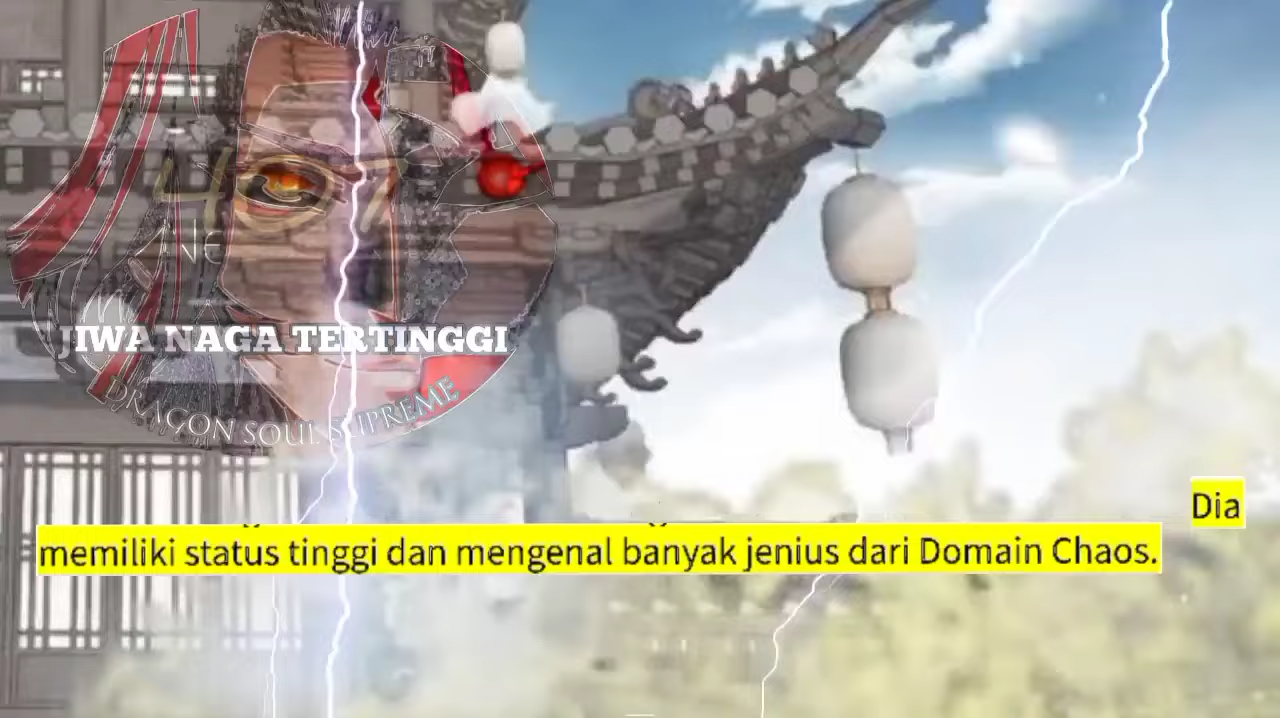 JIWA NAGA TERTINGGI
DRAGON SOUL SUPREME
Dia
memiliki status tinggi dan mengenal banyak jenius dari Domain Chaos.